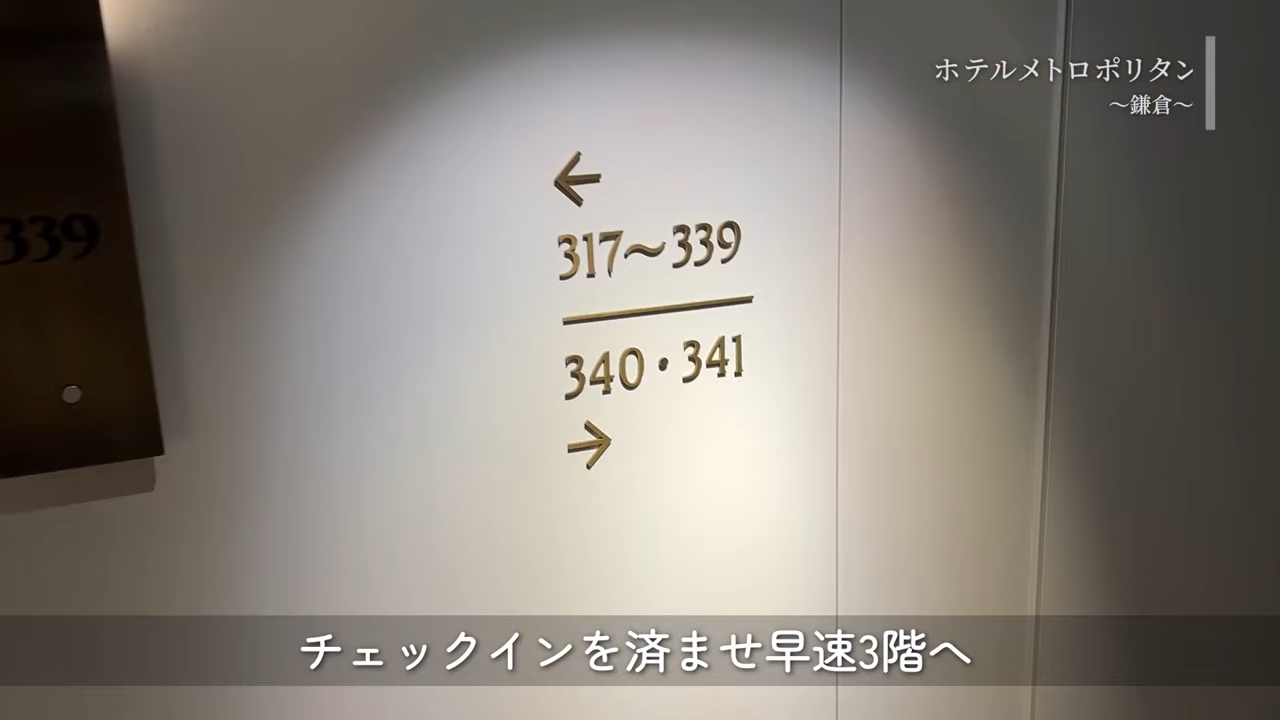 ホテルメトロポリタン
〜鎌倉〜
←
317〜339
339
340・341
→
チェックインを済ませ早速3階へ